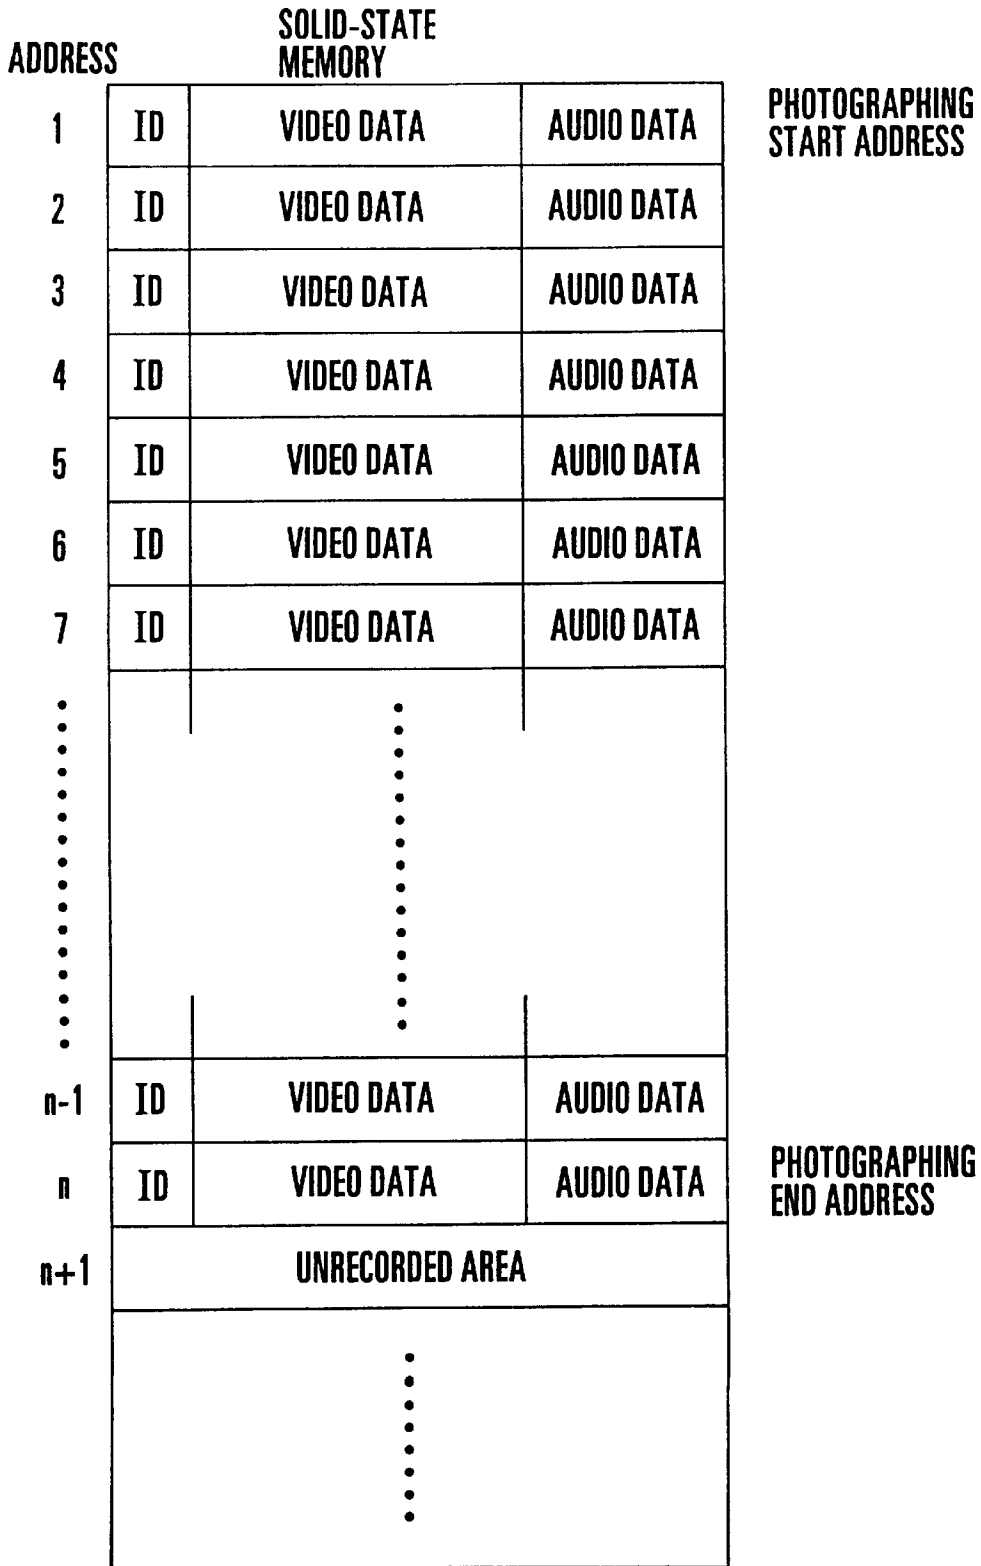 SOLID-STATE
MEMORY
ADDRESS
1 ID VIDEO DATA AUDIO DATA PHOTOGRAPHING START ADDRESS
2 ID VIDEO DATA AUDIO DATA
3 ID VIDEO DATA AUDIO DATA
4 ID VIDEO DATA AUDIO DATA
5 ID VIDEO DATA AUDIO DATA
6 ID VIDEO DATA AUDIO DATA
7 ID VIDEO DATA AUDIO DATA
n-1 ID VIDEO DATA AUDIO DATA
n ID VIDEO DATA AUDIO DATA PHOTOGRAPHING END ADDRESS
n+1 UNRECORDED AREA